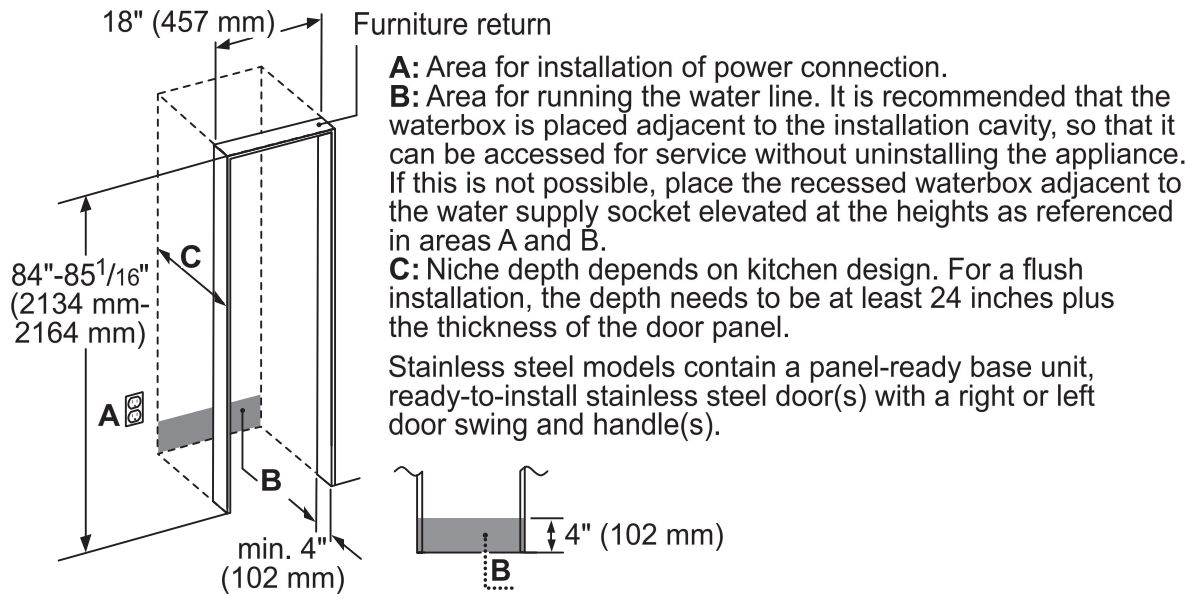 18" (457 mm)
Furniture return
A: Area for installation of power connection.
B: Area for running the water line. It is recommended that the
waterbox is placed adjacent to the installation cavity, so that it
can be accessed for service without uninstalling the appliance.
If this is not possible, place the recessed waterbox adjacent to
the water supply socket elevated at the heights as referenced
in areas A and B.
C: Niche depth depends on kitchen design. For a flush
installation, the depth needs to be at least 24 inches plus
the thickness of the door panel.
Stainless steel models contain a panel-ready base unit,
ready-to-install stainless steel door(s) with a right or left
door swing and handle(s).
C
84"-85 1/16"
(2134 mm-
2164 mm)
A
B
min. 4"
(102 mm)
4" (102 mm)
B